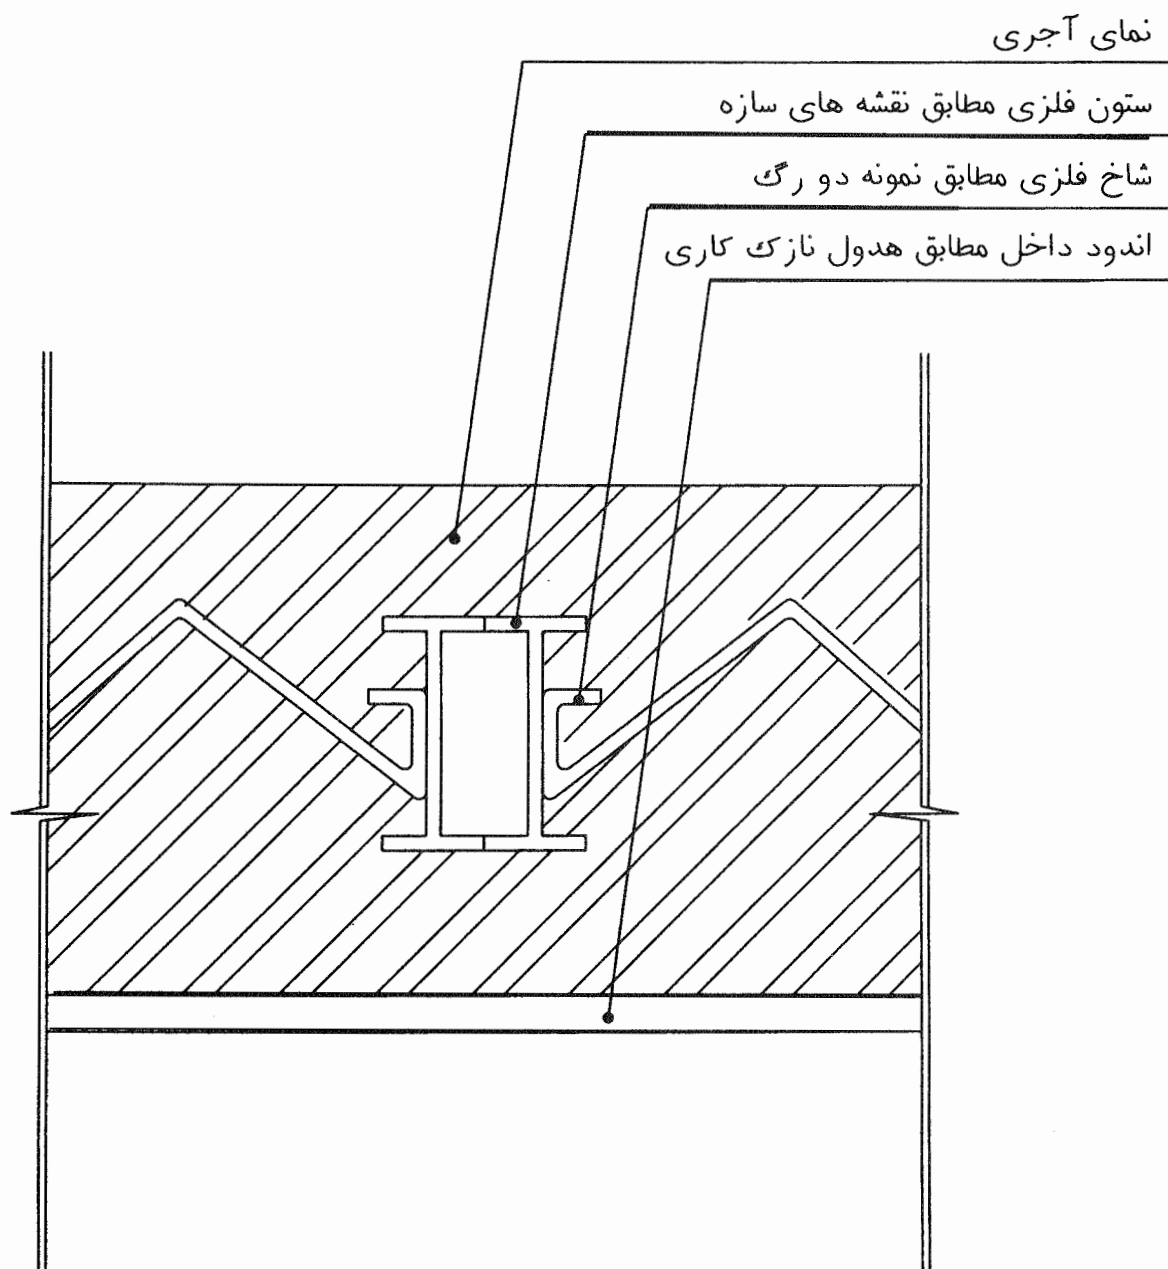 نمای آجری
ستون فلزی مطابق نقشه های سازه
شاخ فلزی مطابق نمونه دو رگ
اندود داخل مطابق هدول نازک کاری